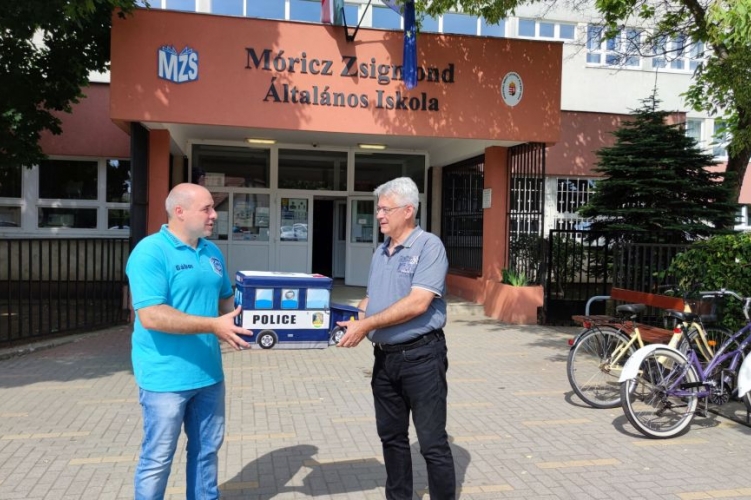 MZS
Móricz Zsigmond
Általános Iskola
POLICE